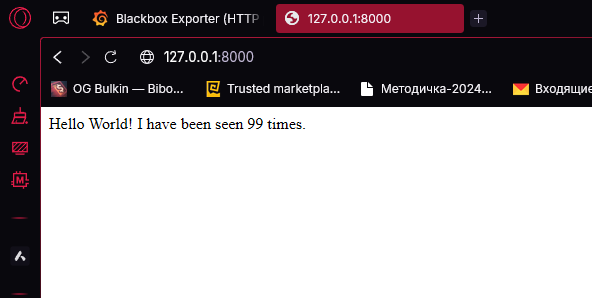 Blackbox Exporter (HTTP
127.0.0.1:8000
127.0.0.1:8000
OG Bulkin — Bibo...
Trusted marketpla...
Методичка-2024...
Входящие
Hello World! I have been seen 99 times.
M